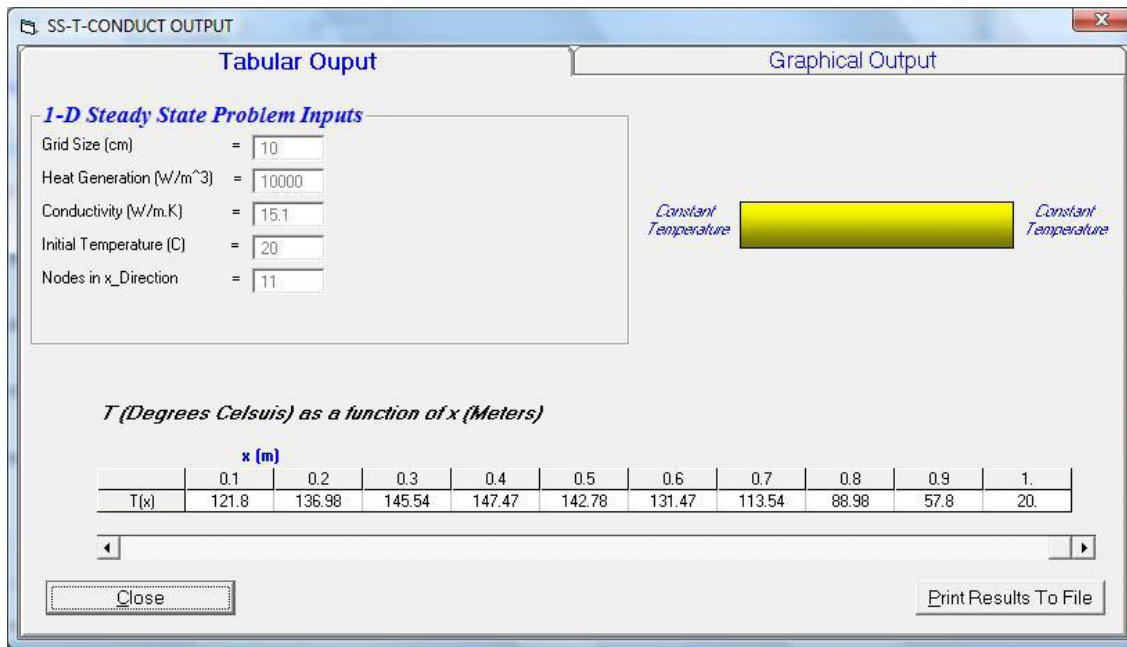 SS-T-CONDUCT OUTPUT
Tabular Ouput
Graphical Output
1-D Steady State Problem Inputs
Grid Size (cm) = 10
Heat Generation (W/m^3) = 10000
Conductivity (W/m.K) = 15.1
Initial Temperature (C) = 20
Nodes in x_Direction = 11
Constant
Temperature
Constant
Temperature
T (Degrees Celsuis) as a function of x (Meters)
x (m)
0.1 0.2 0.3 0.4 0.5 0.6 0.7 0.8 0.9 1.
T(x) 121.8 136.98 145.54 147.47 142.78 131.47 113.54 88.98 57.8 20.
Close
Print Results To File